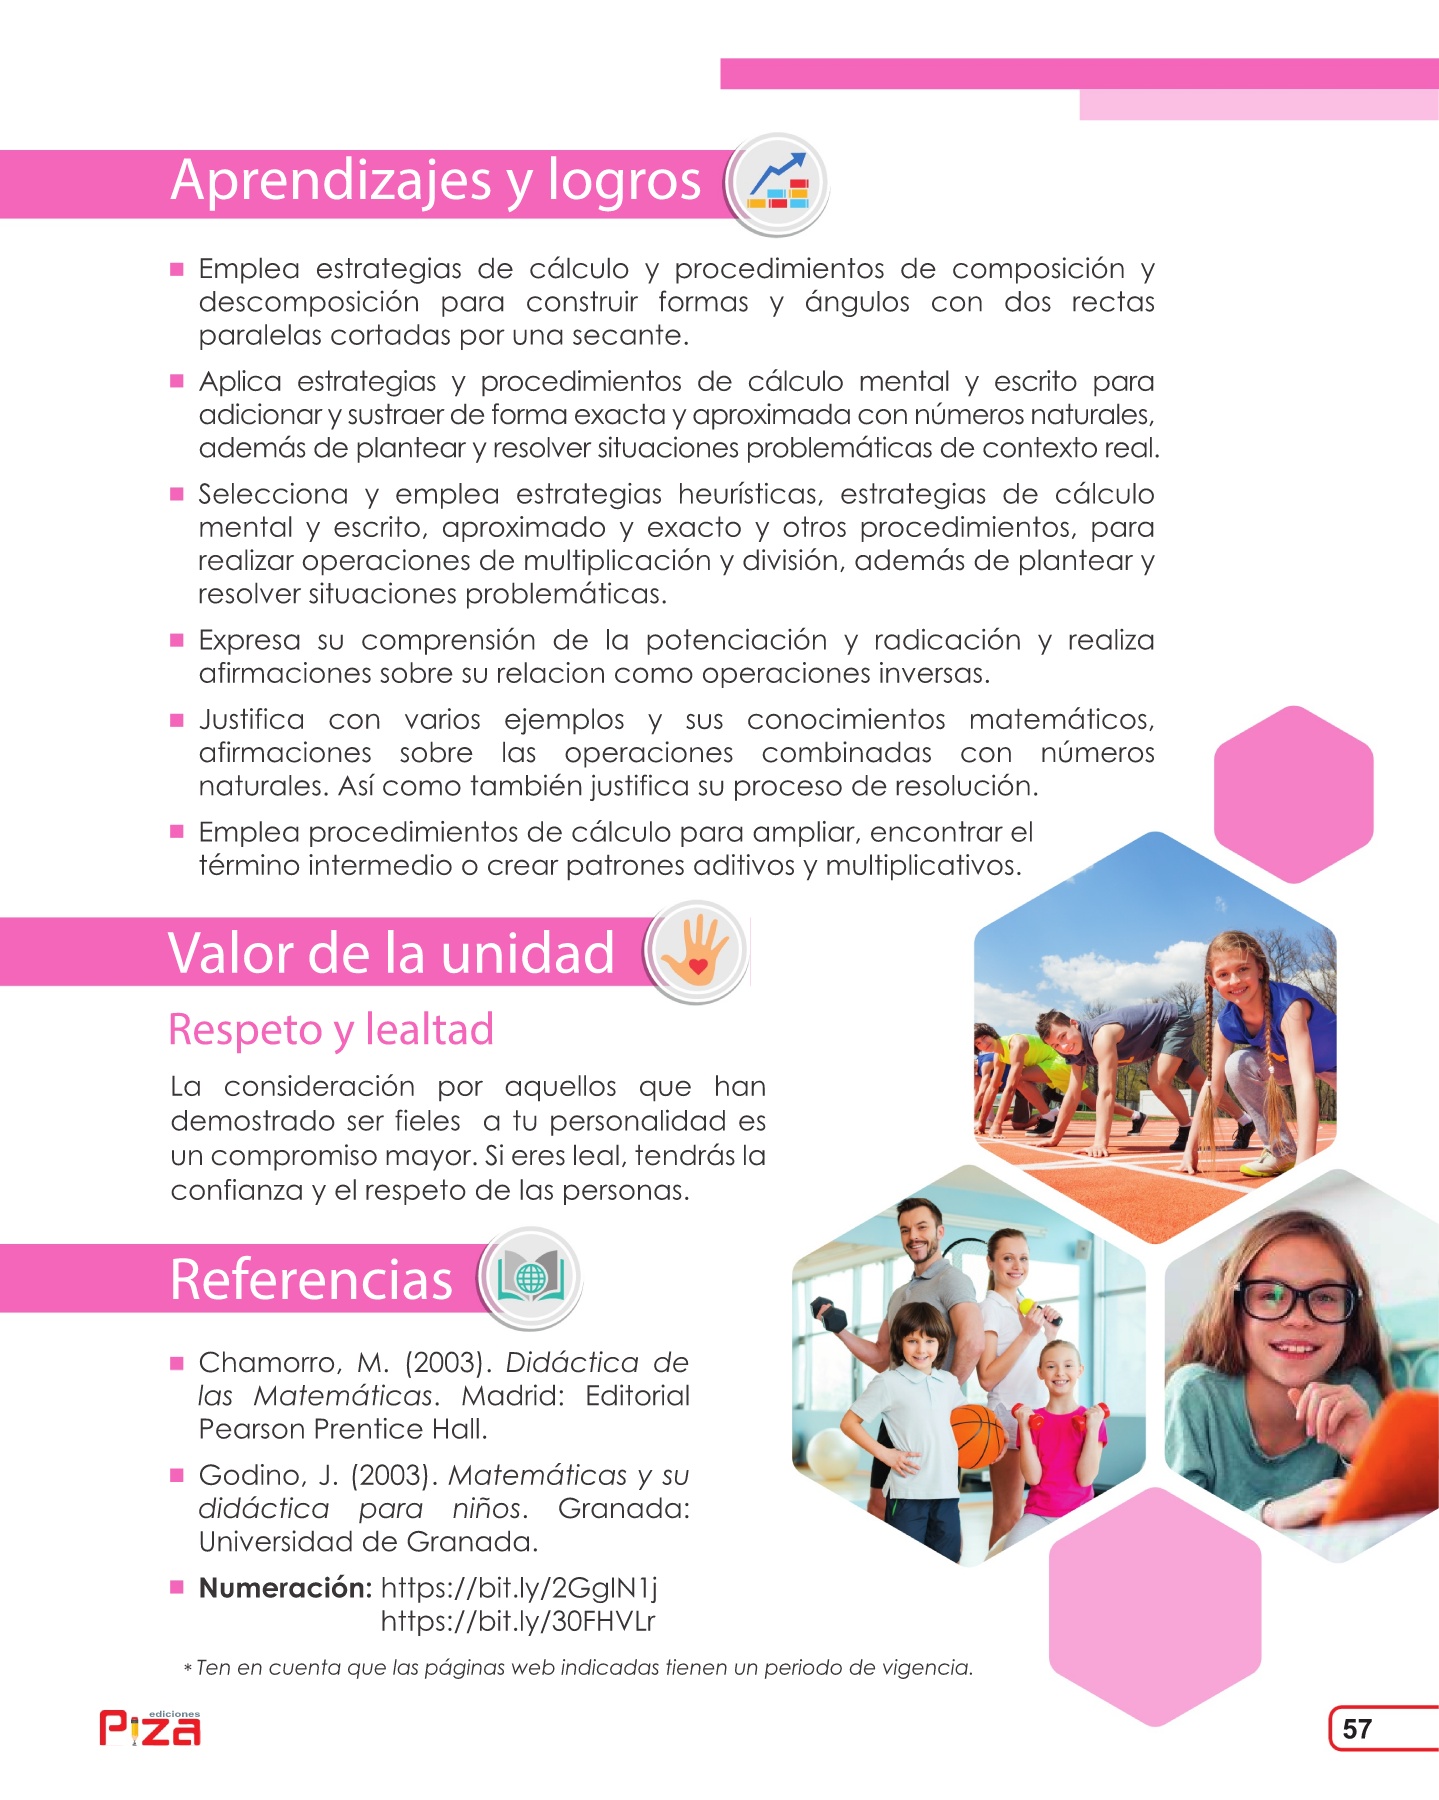 Aprendizajes y logros
Emplea estrategias de cálculo y procedimientos de composición y
descomposición para construir formas y ángulos con dos rectas
paralelas cortadas por una secante.
Aplica estrategias y procedimientos de cálculo mental y escrito para
adicionar y sustraer de forma exacta y aproximada con números naturales,
además de plantear y resolver situaciones problemáticas de contexto real.
Selecciona y emplea estrategias heurísticas, estrategias de cálculo
mental y escrito, aproximado y exacto y otros procedimientos, para
realizar operaciones de multiplicación y división, además de plantear y
resolver situaciones problemáticas.
Expresa su comprensión de la potenciación y radicación y realiza
afirmaciones sobre su relacion como operaciones inversas.
Justifica con varios ejemplos y sus conocimientos matemáticos,
afirmaciones sobre las operaciones combinadas con números
naturales. Así como también justifica su proceso de resolución.
Emplea procedimientos de cálculo para ampliar, encontrar el
término intermedio o crear patrones aditivos y multiplicativos.
Valor de la unidad
Respeto y lealtad
La consideración por aquellos que han
demostrado ser fieles a tu personalidad es
un compromiso mayor. Si eres leal, tendrás la
confianza y el respeto de las personas.
Referencias
Chamorro, M. (2003). Didáctica de
las Matemáticas. Madrid: Editorial
Pearson Prentice Hall.
Godino, J. (2003). Matemáticas y su
didáctica para niños. Granada:
Universidad de Granada.
Numeración: https://bit.ly/2GgIN1j
https://bit.ly/30FHVLr
* Ten en cuenta que las páginas web indicadas tienen un periodo de vigencia.
ediciones
Piza
57